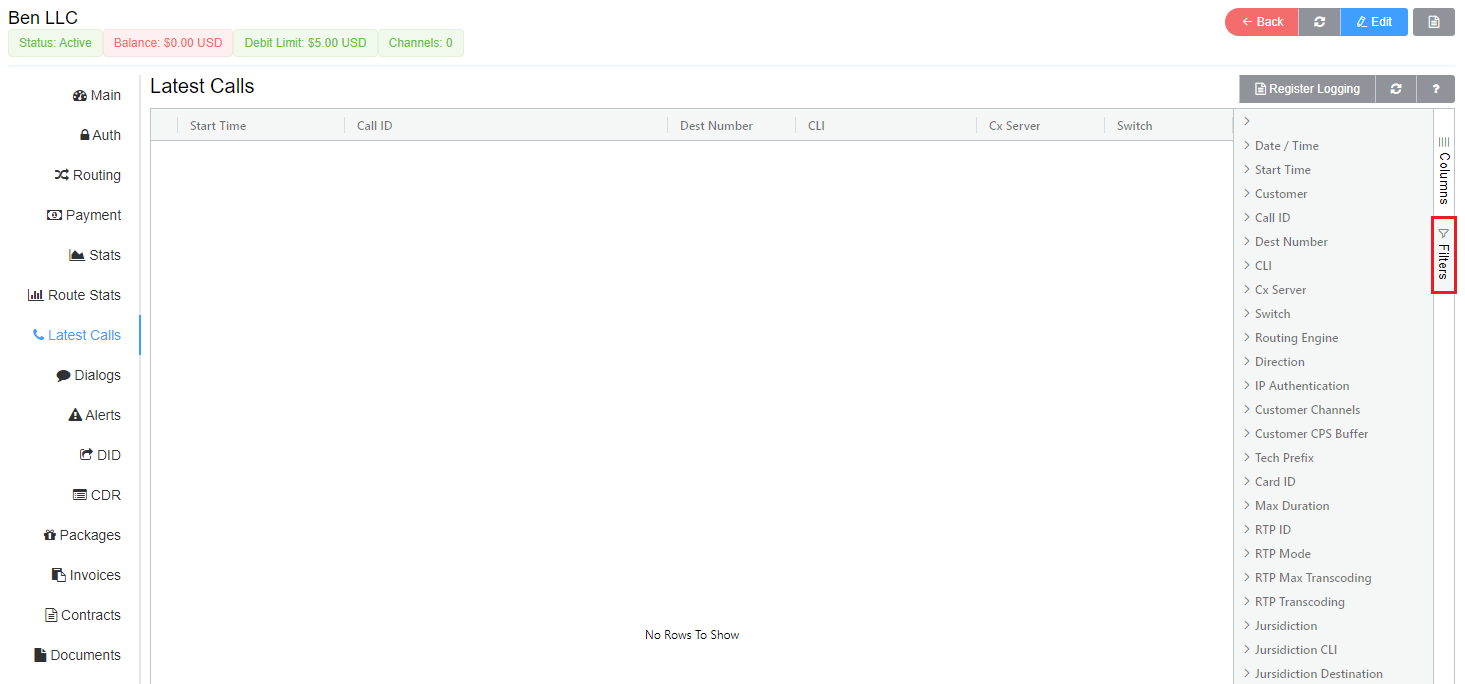 Ben LLC
Back
Edit
Status: Active
Balance: $0.00 USD
Debit Limit: $5.00 USD
Channels: 0
Main
Auth
Routing
Payment
Stats
Route Stats
Latest Calls
Dialogs
Alerts
DID
CDR
Packages
Invoices
Contracts
Documents
Latest Calls
Register Logging
?
Start Time
Call ID
Dest Number
CLI
Cx Server
Switch
No Rows To Show
Date / Time
Start Time
Customer
Call ID
Dest Number
CLI
Cx Server
Switch
Routing Engine
Direction
IP Authentication
Customer Channels
Customer CPS Buffer
Tech Prefix
Card ID
Max Duration
RTP ID
RTP Mode
RTP Max Transcoding
RTP Transcoding
Jursidiction
Jursidiction CLI
Jursidiction Destination
Columns
Filters